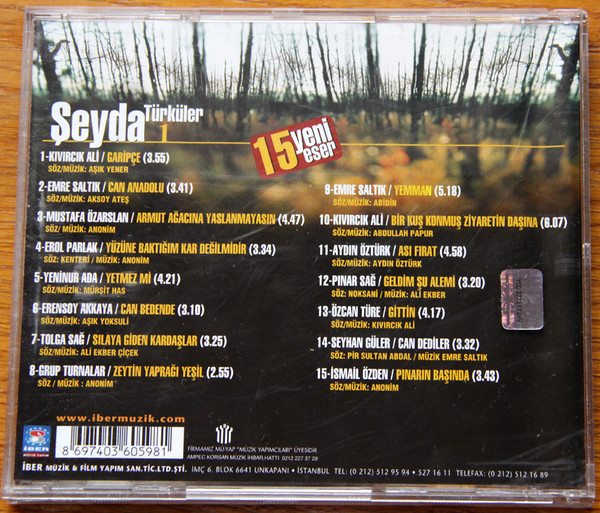 Şeyda Türküler 1
15 yeni eser
1-KIVIRCIK ALİ / GARİPÇE (3.55)
SÖZ/MÜZİK: AŞIK YENER
2-EMRE SALTIK / CAN ANADOLU (3.41)
SÖZ/MÜZİK: AKSOY ATEŞ
3-MUSTAFA ÖZARSLAN / ARMUT AĞACINA YASLANMAYASIN (4.47)
SÖZ/MÜZİK: ANONİM
4-EROL PARLAK / YÜZÜNE BAKTIĞIM KAR DEĞİLMİDİR (3.34)
SÖZ: KENTERİ / MÜZİK: ANONİM
5-YENİNUR ADA / YETMEZ Mİ (4.21)
SÖZ/MÜZİK: MÜRŞİT HAS
6-ERENSOY AKKAYA / CAN BEDENDE (3.10)
SÖZ/MÜZİK: AŞIK YOKSULİ
7-TOLGA SAĞ / SILAYA GİDEN KARDAŞLAR (3.25)
SÖZ/MÜZİK: ALİ EKBER ÇİÇEK
8-GRUP TURNALAR / ZEYTİN YAPRAĞI YEŞİL (2.55)
SÖZ / MÜZİK : ANONİM
9-EMRE SALTIK / YEMMAN (5.18)
SÖZ/MÜZİK: ABİDİN
10-KIVIRCIK ALİ / BİR KUŞ KONMUŞ ZİYARETİN DAŞINA (6.07)
SÖZ/MÜZİK: ABDULLAH PAPUR
11-AYDIN ÖZTÜRK / ASI FIRAT (4.58)
SÖZ/MÜZİK: AYDIN ÖZTÜRK
12-PINAR SAĞ / GELDİM ŞU ALEMİ (3.20)
SÖZ: NOKSANİ / MÜZİK: ALİ EKBER
13-ÖZCAN TÜRE / GİTTİN (4.17)
SÖZ/MÜZİK: KIVIRCIK ALİ
14-SEYHAN GÜLER / CAN DEDİLER (3.32)
SÖZ: PİR SULTAN ABDAL / MÜZİK EMRE SALTIK
15-İSMAİL ÖZDEN / PINARIN BAŞINDA (3.43)
SÖZ/MÜZİK: ANONİM
www.ibermuzik.com
İBER
8 697403 605981
FİRMAMIZ MÜ-YAP "MÜZİK YAPIMCILARI" ÜYESİDİR.
AMPEC KORSAN MÜZİK İHBAR HATTI 0212 227 37 29
İBER MÜZİK & FİLM YAPIM SAN.TİC.LTD.ŞTİ. İMÇ 6. BLOK 6641 UNKAPANI • İSTANBUL TEL: (0 212) 512 95 94 • 527 16 11 TELEFAX: (0 212) 512 16 89